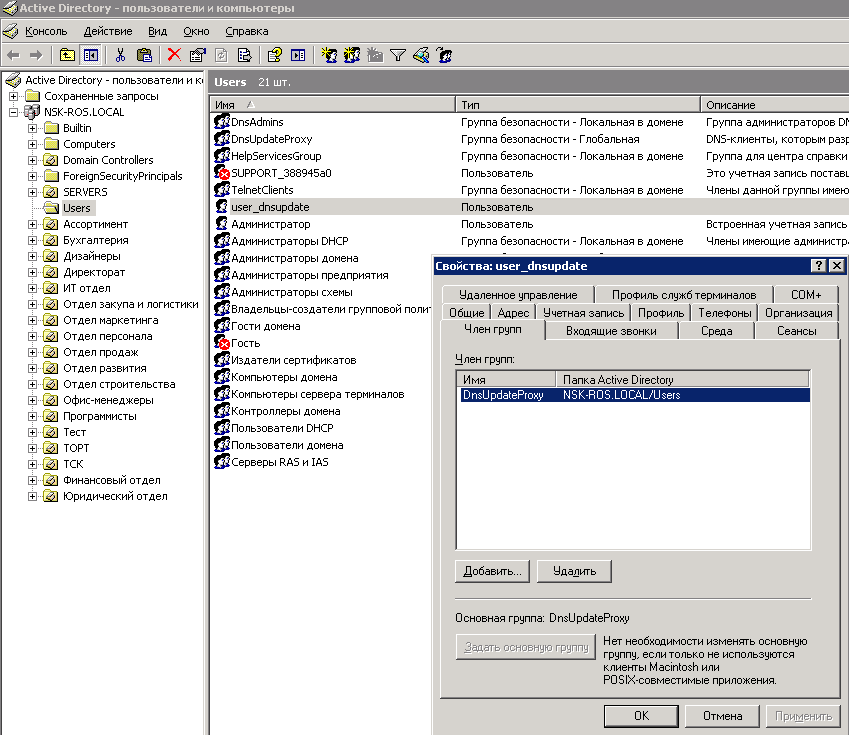 Active Directory - пользователи и компьютеры
Консоль Действие Вид Окно Справка
Active Directory - пользователи и к
Сохраненные запросы
NSK-ROS.LOCAL
Builtin
Computers
Domain Controllers
ForeignSecurityPrincipals
SERVERS
Users
Ассортимент
Бухгалтерия
Дизайнеры
Директорат
ИТ отдел
Отдел закупа и логистики
Отдел маркетинга
Отдел персонала
Отдел продаж
Отдел развития
Отдел строительства
Офис-менеджеры
Программисты
Тест
ТОРТ
ТСК
Финансовый отдел
Юридический отдел
Users 21 шт.
Имя Тип Описание
DnsAdmins Группа безопасности - Локальная в домене Группа администраторов DN
DnsUpdateProxy Группа безопасности - Глобальная DNS-клиенты, которым разр
HelpServicesGroup Группа безопасности - Локальная в домене Группа для центра справки
SUPPORT_388945a0 Пользователь Это учетная запись постави
TelnetClients Группа безопасности - Локальная в домене Члены данной группы имею
user_dnsupdate Пользователь
Администратор Пользователь Встроенная учетная запись
Администраторы DHCP Группа безопасности - Локальная в домене Члены имеющие администра
Администраторы домена
Администраторы предприятия
Администраторы схемы
Владельцы-создатели групповой полит
Гости домена
Гость
Издатели сертификатов
Компьютеры домена
Компьютеры сервера терминалов
Контроллеры домена
Пользователи DHCP
Пользователи домена
Серверы RAS и IAS
Свойства: user_dnsupdate
Удаленное управление Профиль служб терминалов COM+
Общие Адрес Учетная запись Профиль Телефоны Организация
Член групп Входящие звонки Среда Сеансы
Член групп:
Имя Папка Active Directory
DnsUpdateProxy NSK-ROS.LOCAL/Users
Добавить... Удалить
Основная группа: DnsUpdateProxy
Задать основную группу
Нет необходимости изменять основную
группу, если только не используются
клиенты Macintosh или
POSIX-совместимые приложения.
OK Отмена Применить